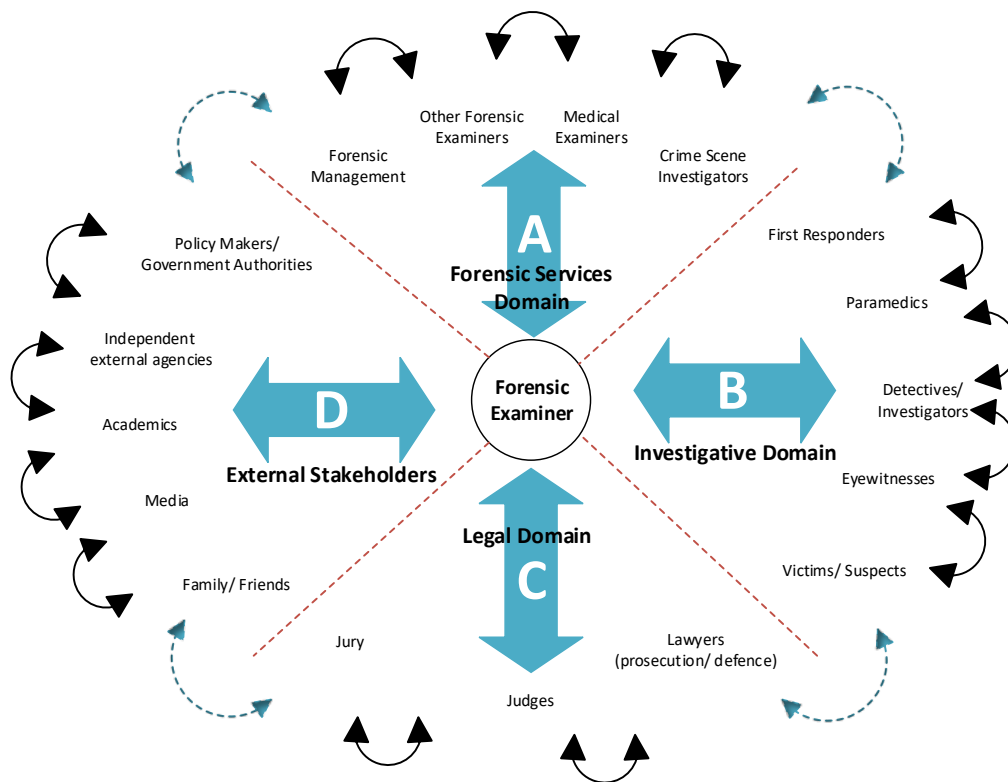 Other Forensic
Examiners
Medical
Examiners
Forensic
Management
Crime Scene
Investigators
A
Forensic Services
Domain
Policy Makers/
Government Authorities
First Responders
Paramedics
Independent
external agencies
Detectives/
Investigators
Academics
D
Forensic
Examiner
B
External Stakeholders
Investigative Domain
Eyewitnesses
Media
Legal Domain
C
Victims/ Suspects
Family/ Friends
Jury
Lawyers
(prosecution/ defence)
Judges